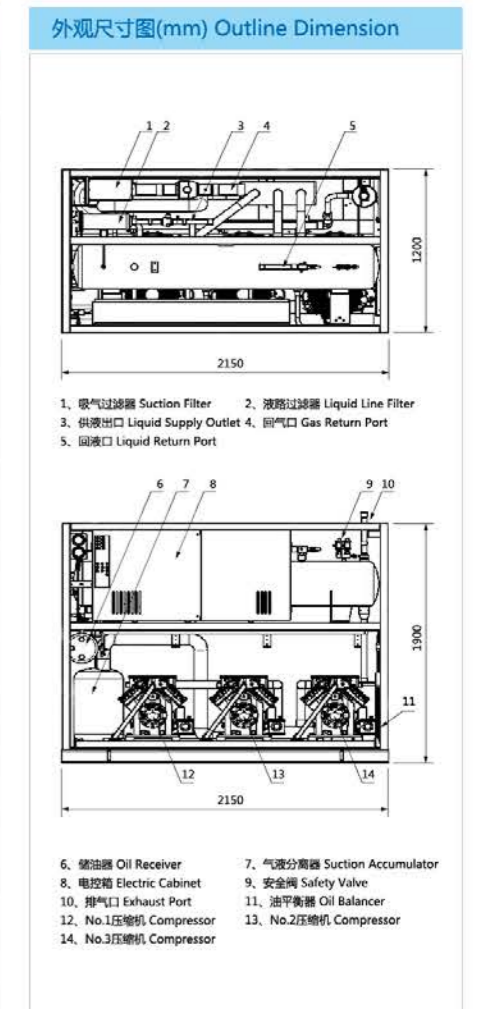 外观尺寸图(mm) Outline Dimension
1 2 3 4 5
1200
2150
1、吸气过滤器 Suction Filter 2、液路过滤器 Liquid Line Filter
3、供液出口 Liquid Supply Outlet 4、回气口 Gas Return Port
5、回液口 Liquid Return Port
6 7 8 9 10
1900
11
12 13 14
2150
6、储油器 Oil Receiver 7、气液分离器 Suction Accumulator
8、电控箱 Electric Cabinet 9、安全阀 Safety Valve
10、排气口 Exhaust Port 11、油平衡器 Oil Balancer
12、No.1压缩机 Compressor 13、No.2压缩机 Compressor
14、No.3压缩机 Compressor